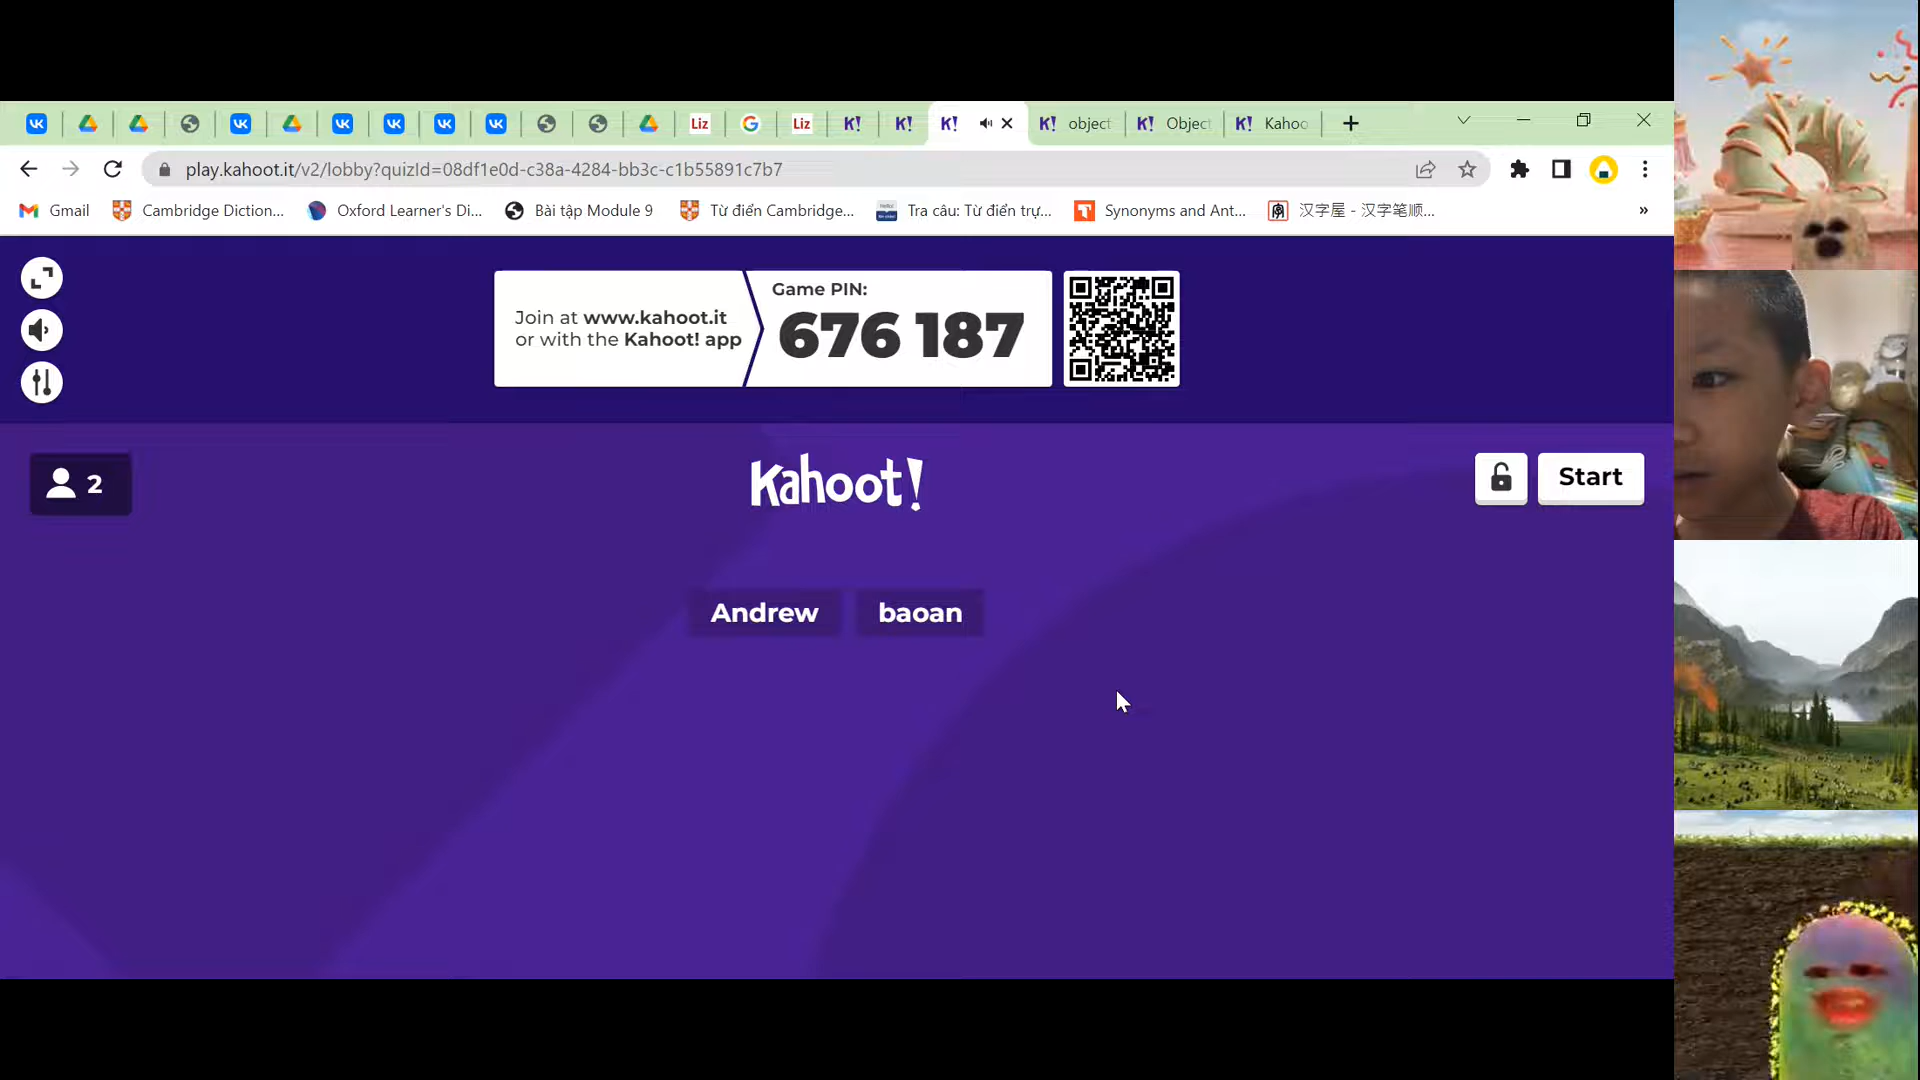 Liz
Liz
K!
K!
K!
K! object
K! Object
K! Kahoo
play.kahoot.it/v2/lobby?quizId=08df1e0d-c38a-4284-bb3c-c1b55891c7b7
Gmail
Cambridge Diction...
Oxford Learner's Di...
Bài tập Module 9
Từ điển Cambridge...
Tra câu: Từ điển trự...
Synonyms and Ant...
汉字屋 - 汉字笔顺...
»
Join at www.kahoot.it
or with the Kahoot! app
Game PIN:
676 187
2
Kahoot!
Start
Andrew
baoan